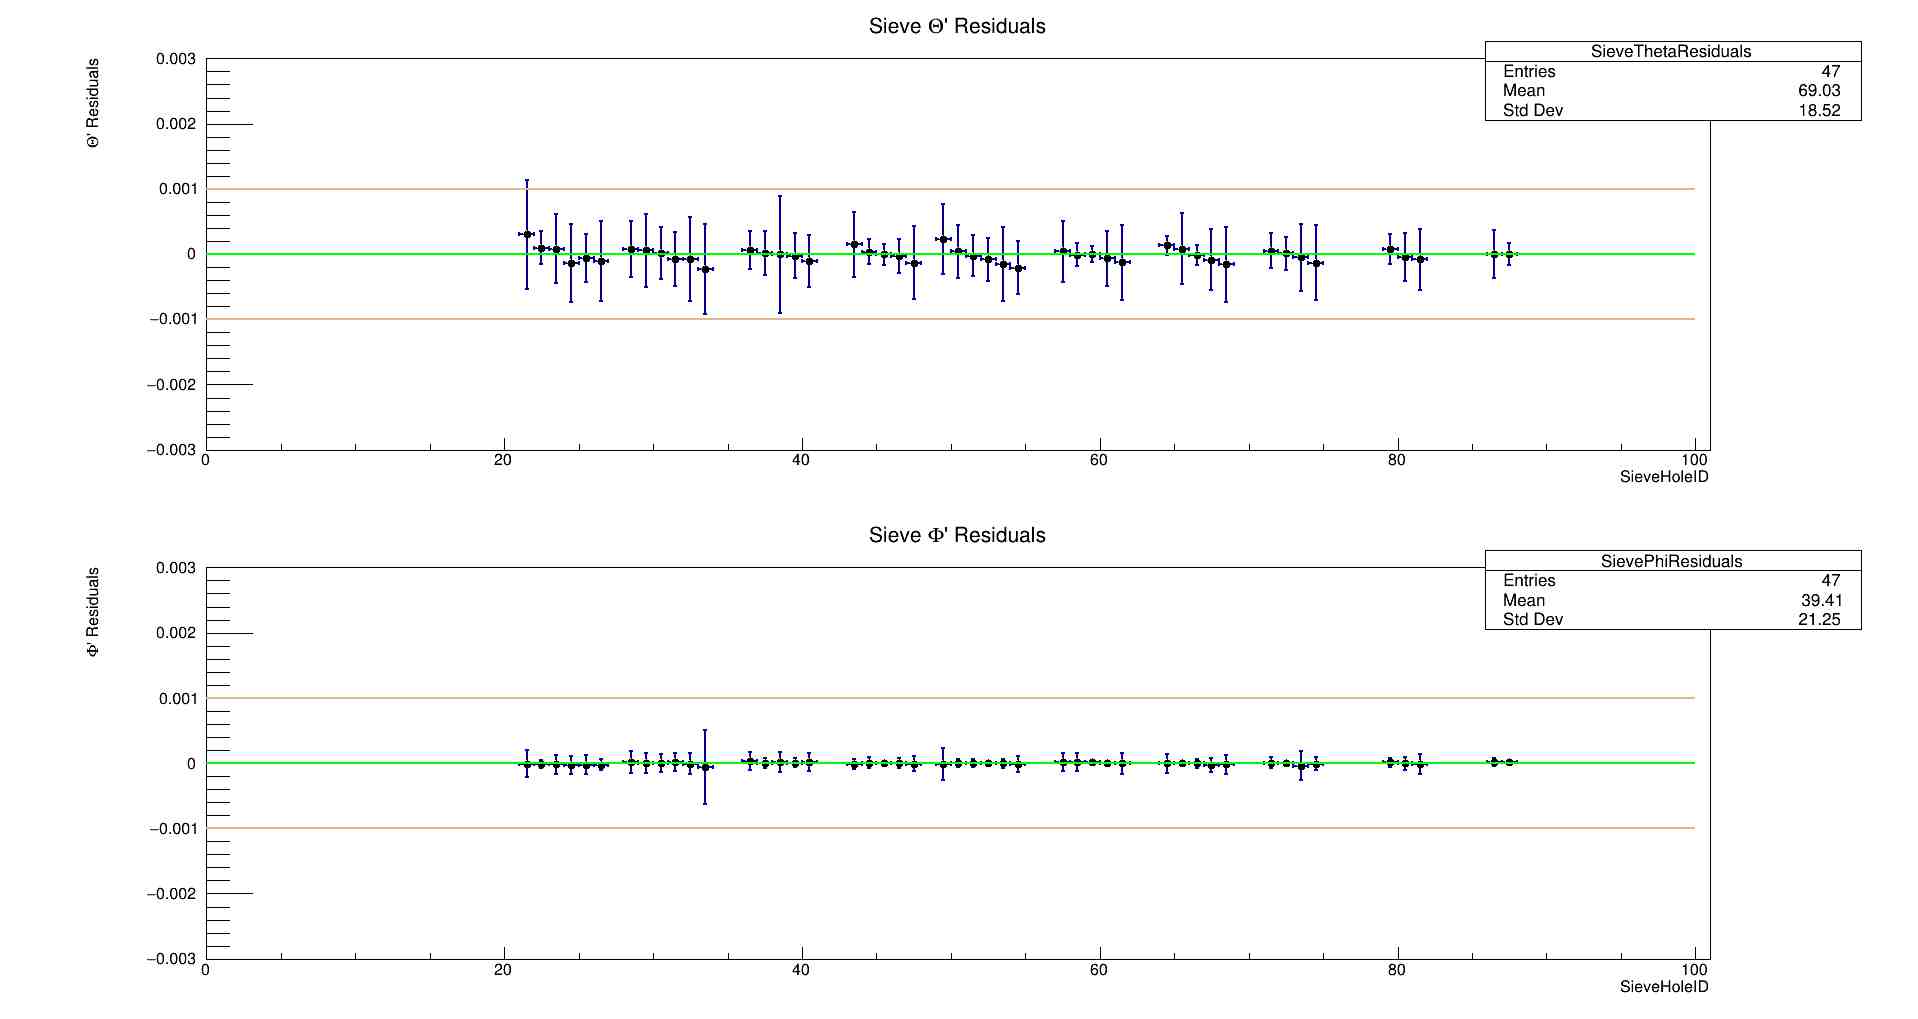 Sieve Θ' Residuals
Θ' Residuals
SieveThetaResiduals
Entries 47
Mean 69.03
Std Dev 18.52
0.003
0.002
0.001
0
−0.001
−0.002
−0.003
0 20 40 60 80 100
SieveHoleID
Sieve Φ' Residuals
Φ' Residuals
SievePhiResiduals
Entries 47
Mean 39.41
Std Dev 21.25
0.003
0.002
0.001
0
−0.001
−0.002
−0.003
0 20 40 60 80 100
SieveHoleID